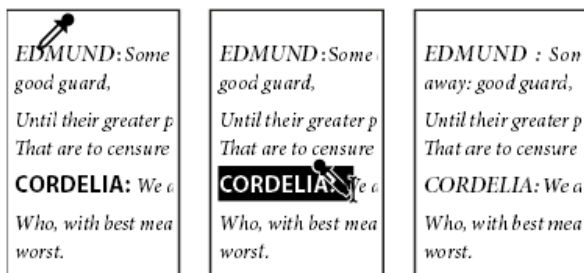 EDMUND: Some
good guard,
Until their greater p
That are to censure
CORDELIA: We a
Who, with best mea
worst.
EDMUND :Some
good guard,
Until their greater p
That are to censure
CORDELIA:
Who, with best mea
worst.
EDMUND : Som
away: good guard,
Until their greater p
That are to censure
CORDELIA: We a
Who, with best mea
worst.